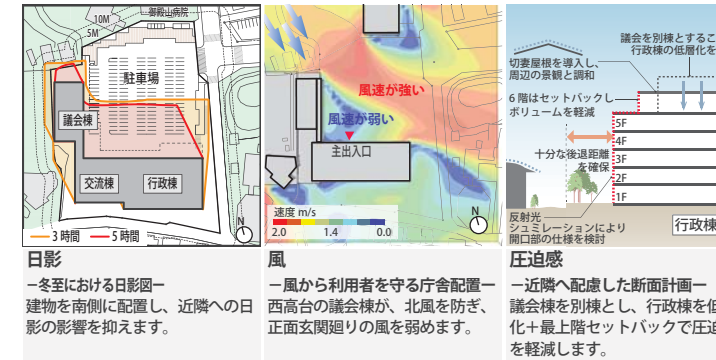 10M
5M
御殿山病院
駐車場
議会棟
交流棟
行政棟
3 時間
5 時間
N
日影
ー冬至における日影図ー
建物を南側に配置し、近隣への日
影の影響を抑えます。
風速が強い
風速が弱い
主出入口
速度 m/s
2.0 1.4 0.0
N
風
ー風から利用者を守る庁舎配置ー
西高台の議会棟が、北風を防ぎ、
正面玄関廻りの風を弱めます。
議会を別棟とするこ
行政棟の低層化を
切妻屋根を導入し、
周辺の景観と調和
6 階はセットバックし
ボリュームを軽減
5F
4F
3F
2F
1F
十分な後退距離
を確保
反射光
シュミレーションにより
開口部の仕様を検討
行政棟
圧迫感
ー近隣へ配慮した断面計画ー
議会棟を別棟とし、行政棟を低
化＋最上階セットバックで圧迫
を軽減します。